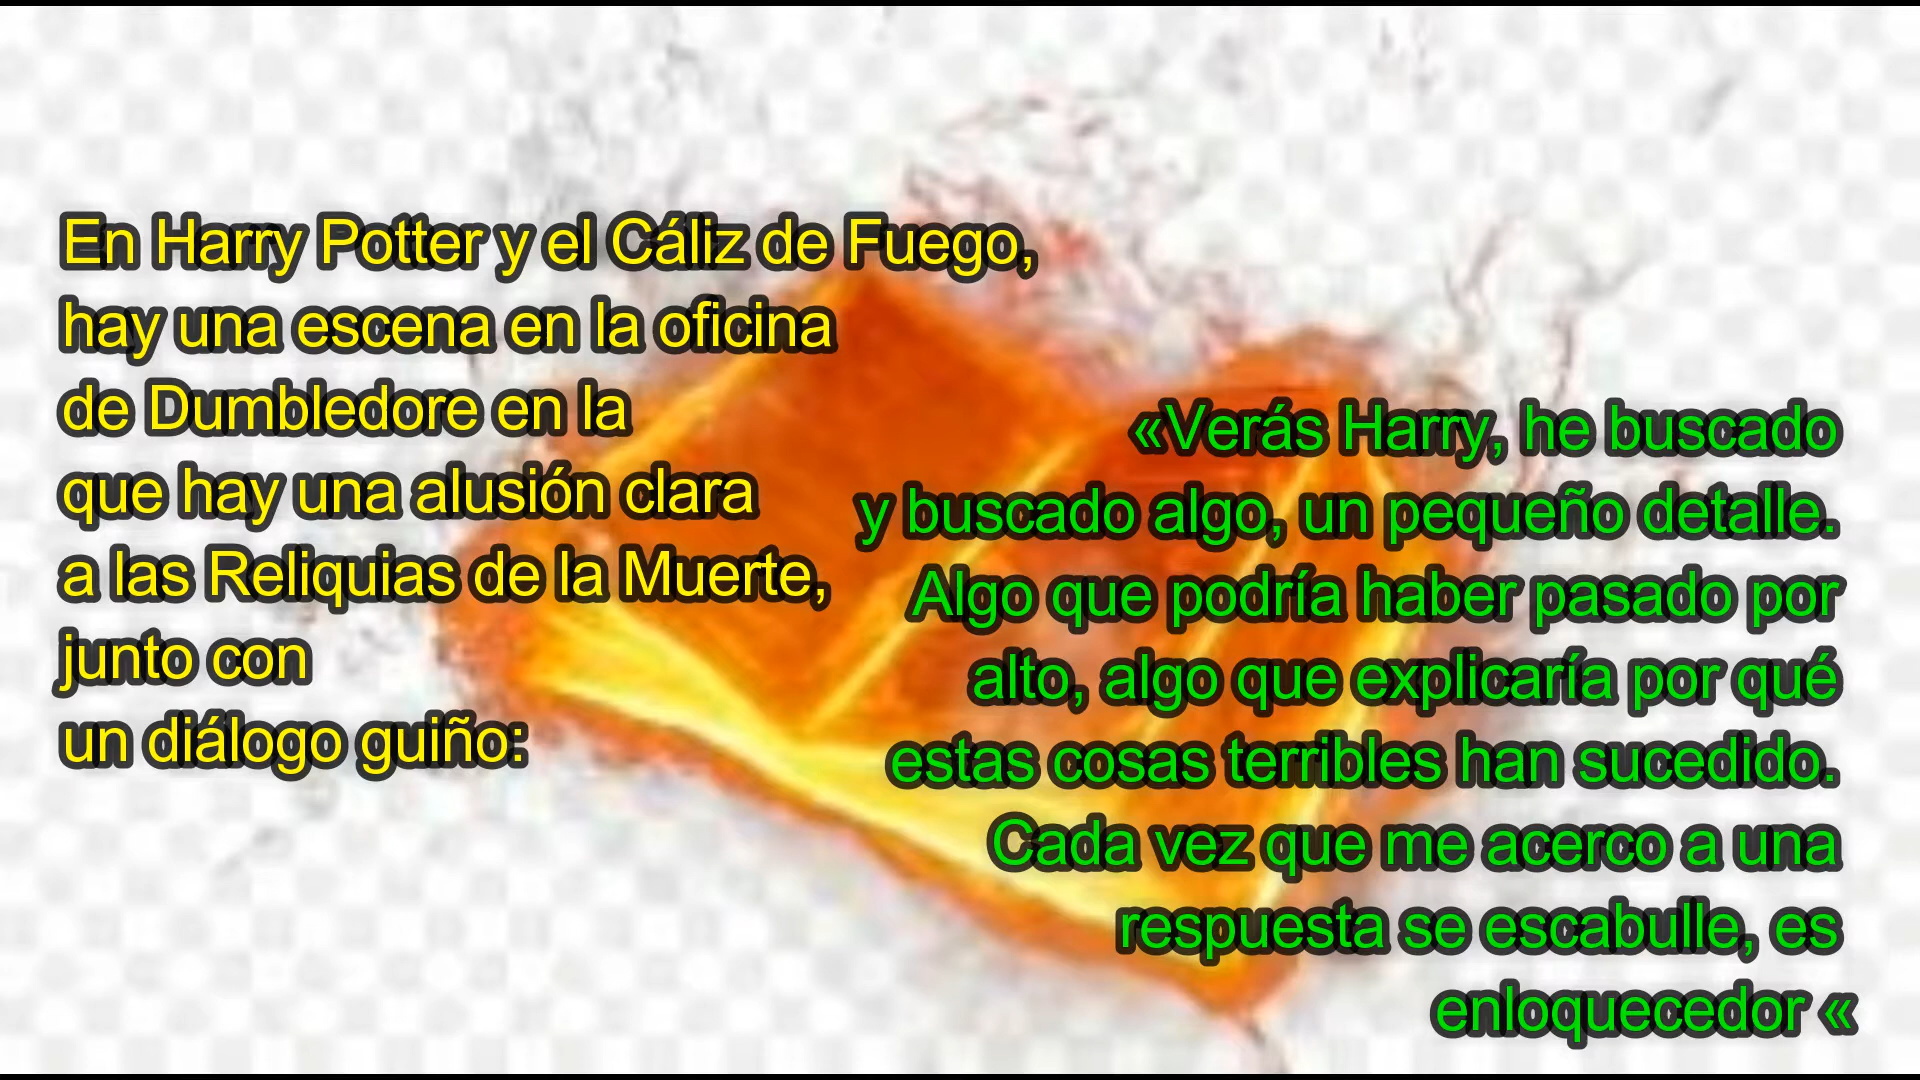 En Harry Potter y el Cáliz de Fuego,
hay una escena en la oficina
de Dumbledore en la
que hay una alusión clara
a las Reliquias de la Muerte,
junto con
un diálogo guiño:
«Verás Harry, he buscado
y buscado algo, un pequeño detalle.
Algo que podría haber pasado por
alto, algo que explicaría por qué
estas cosas terribles han sucedido.
Cada vez que me acerco a una
respuesta se escabulle, es
enloquecedor «